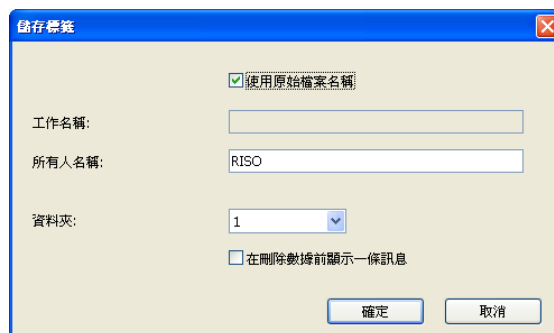 儲存標籤
使用原始檔案名稱
工作名稱:
所有人名稱:
RISO
資料夾:
1
在刪除數據前顯示一條訊息
確定
取消